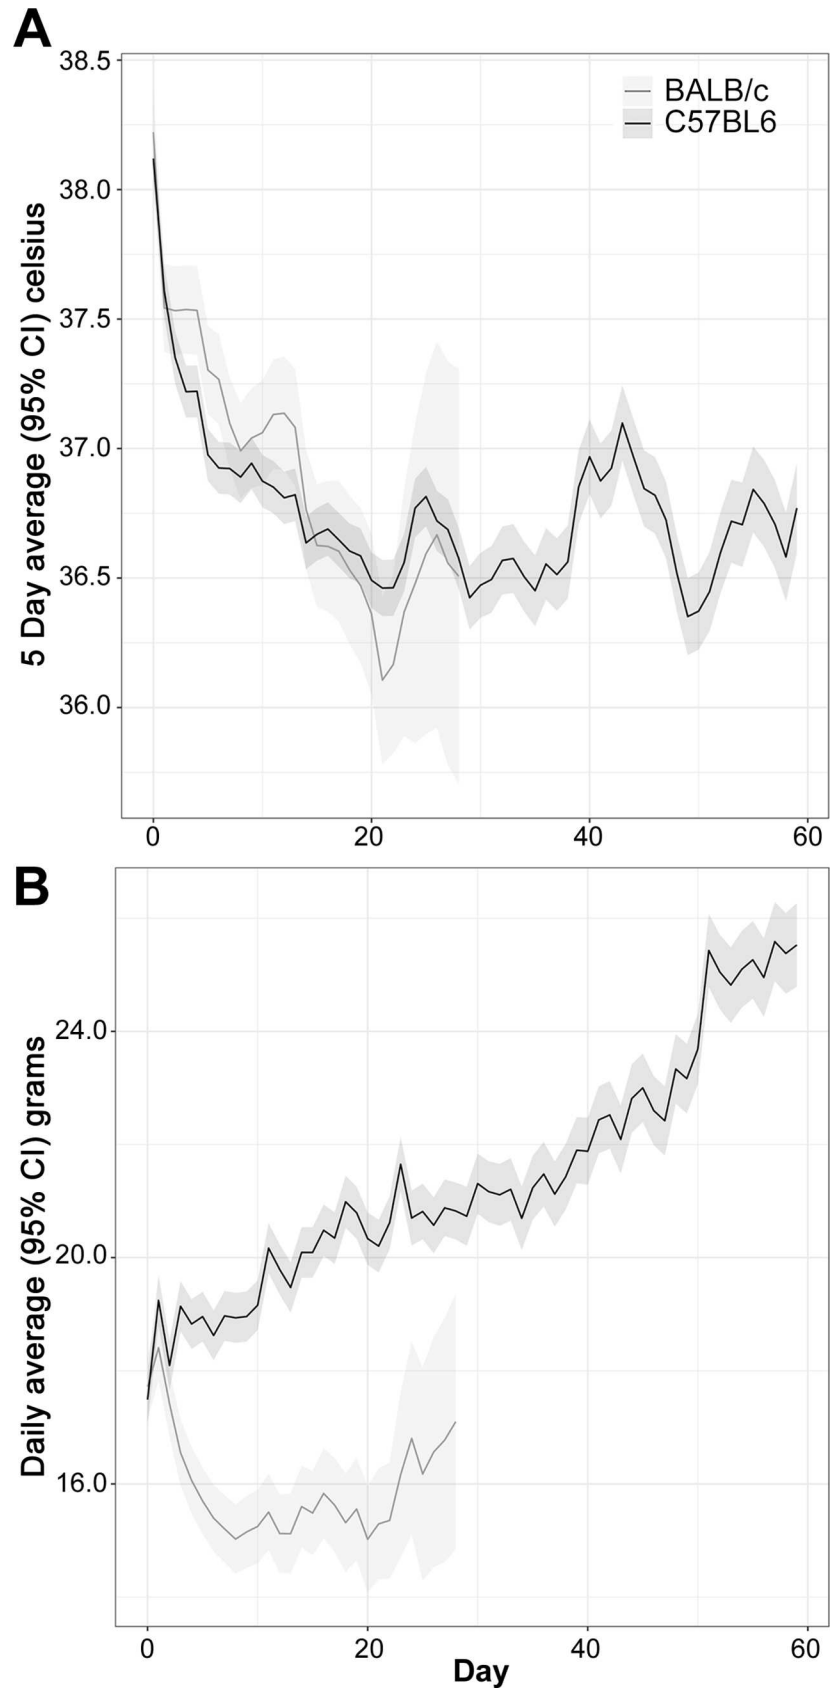 A
5 Day average (95% CI) celsius
38.5
38.0
37.5
37.0
36.5
36.0
BALB/c
C57BL6
0 20 40 60
B
Daily average (95% CI) grams
24.0
20.0
16.0
0 20 40 60
Day